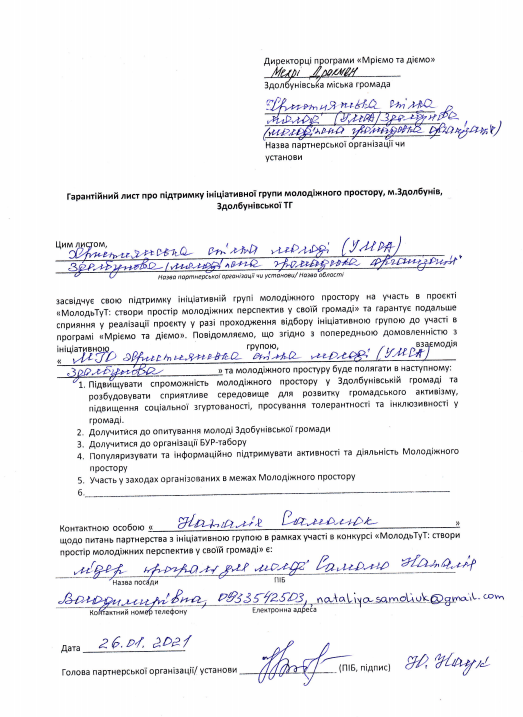 Директорці програми «Мріємо та діємо»
Мелрі Дрокман
Здолбунівська міська громада
Християнська спілка
молоді (УМСА) Здолбунова
(молодіжна громадська організація)
Назва партнерської організації чи
установи
Гарантійний лист про підтримку ініціативної групи молодіжного простору, м.Здолбунів,
Здолбунівської ТГ
Цим листом,
Християнська спілка молоді (УМСА)
Здолбунова (молодіжна громадська організація)
Назва партнерської організації чи установи/ Назва області
засвідчує свою підтримку ініціативній групі молодіжного простору на участь в проєкті
«МолодьТуТ: створи простір молодіжних перспектив у своїй громаді» та гарантує подальше
сприяння у реалізації проєкту у разі проходження відбору ініціативною групою до участі в
програмі «Мріємо та діємо». Повідомляємо, що згідно з попередньою домовленністю з
ініціативною групою, взаємодія
« МГО Християнська спілка молоді (УМСА)
Здолбунова » та молодіжного простору буде полягати в наступному:
1. Підвищувати спроможність молодіжного простору у Здолбунівській громаді та
розбудовувати сприятливе середовище для розвитку громадського активізму,
підвищення соціальної згуртованості, просування толерантності та інклюзивності у
громаді.
2. Долучитися до опитування молоді Здобунівської громади
3. Долучитися до організації БУР-табору
4. Популяризувати та інформаційно підтримувати активності та діяльність Молодіжного
простору
5. Участь у заходах організованих в межах Молодіжного простору
6.
Контактною особою « Наталія Самолюк »
щодо питань партнерства з ініціативною групою в рамках участі в конкурсі «МолодьТуТ: створи
простір молодіжних перспектив у своїй громаді» є:
лідер програм для молоді Наталія
Назва посади ПІБ
Володимирівна, 0933542503, nataliya.samoliuk@gmail.com
Контактний номер телефону Електронна адреса
Дата 26.01.2021
Голова партнерської організації/ установи (ПІБ, підпис)